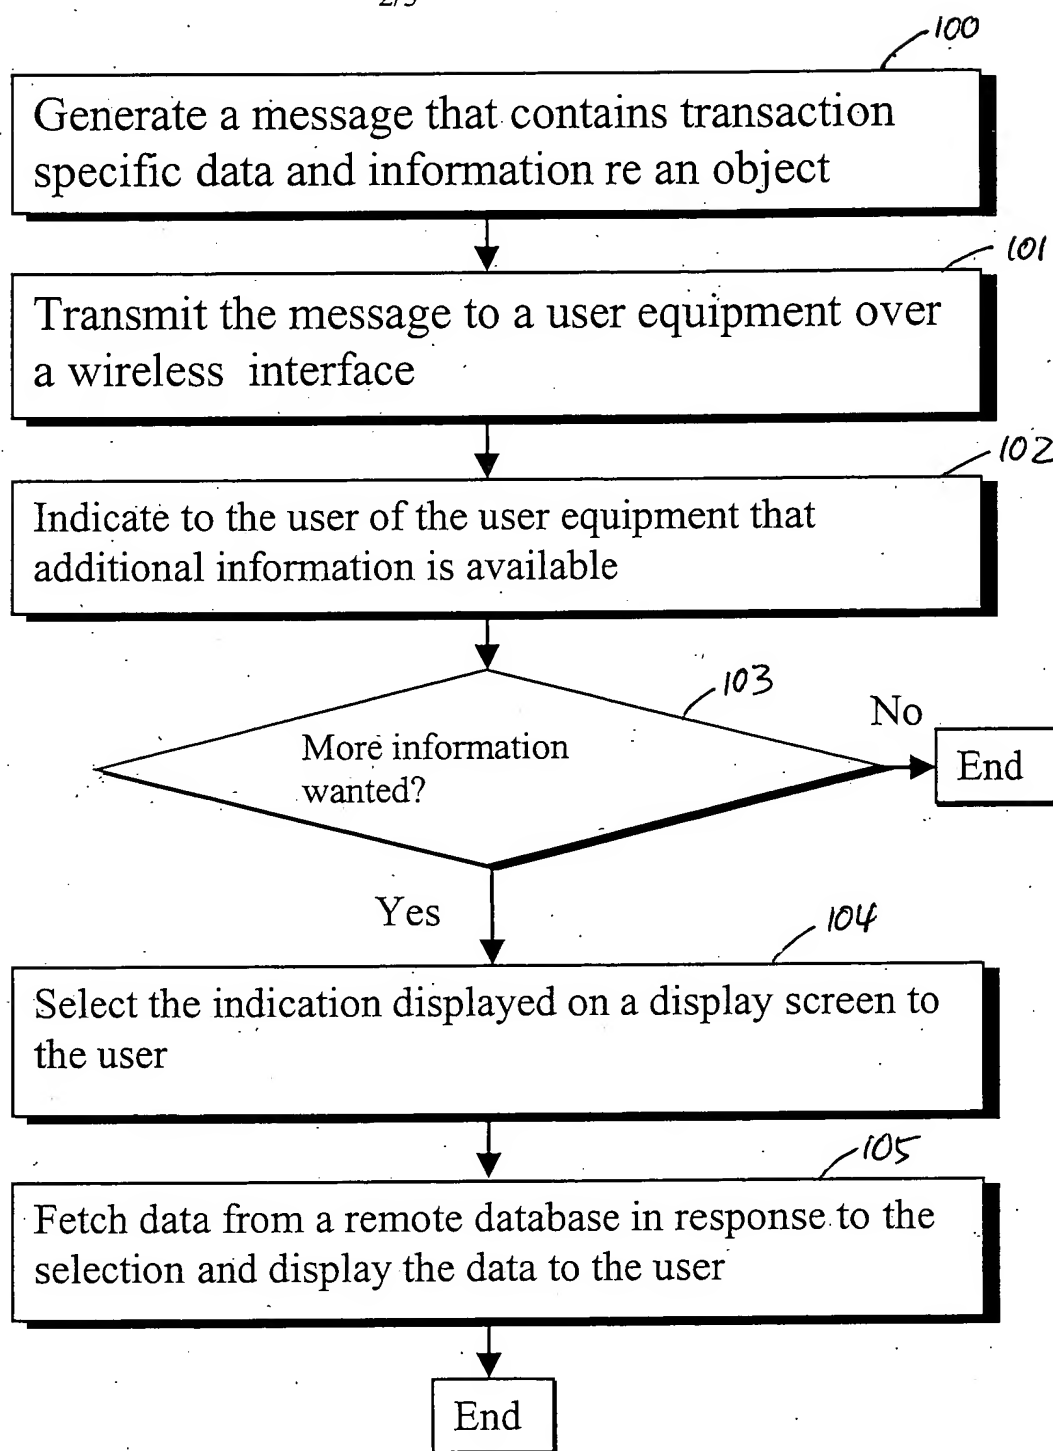 100
Generate a message that contains transaction
specific data and information re an object
101
Transmit the message to a user equipment over
a wireless interface
102
Indicate to the user of the user equipment that
additional information is available
103
No
More information
wanted?
End
Yes
104
Select the indication displayed on a display screen to
the user
105
Fetch data from a remote database in response to the
selection and display the data to the user
End